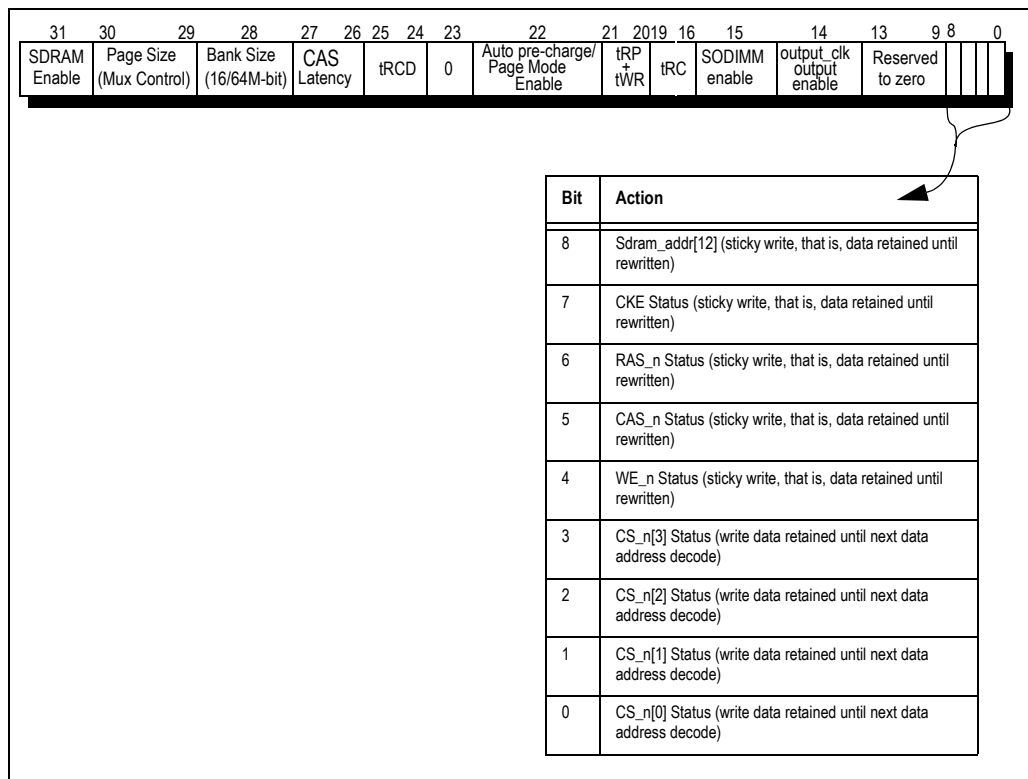 31 30 29 28 27 26 25 24 23 22 21 2019 16 15 14 13 9 8 0
SDRAM Enable
Page Size (Mux Control)
Bank Size (16/64M-bit)
CAS Latency
tRCD
0
Auto pre-charge/ Page Mode Enable
tRP + tWR
tRC
SODIMM enable
output_clk output enable
Reserved to zero
Bit Action
8 Sdram_addr[12] (sticky write, that is, data retained until
rewritten)
7 CKE Status (sticky write, that is, data retained until
rewritten)
6 RAS_n Status (sticky write, that is, data retained until
rewritten)
5 CAS_n Status (sticky write, that is, data retained until
rewritten)
4 WE_n Status (sticky write, that is, data retained until
rewritten)
3 CS_n[3] Status (write data retained until next data
address decode)
2 CS_n[2] Status (write data retained until next data
address decode)
1 CS_n[1] Status (write data retained until next data
address decode)
0 CS_n[0] Status (write data retained until next data
address decode)